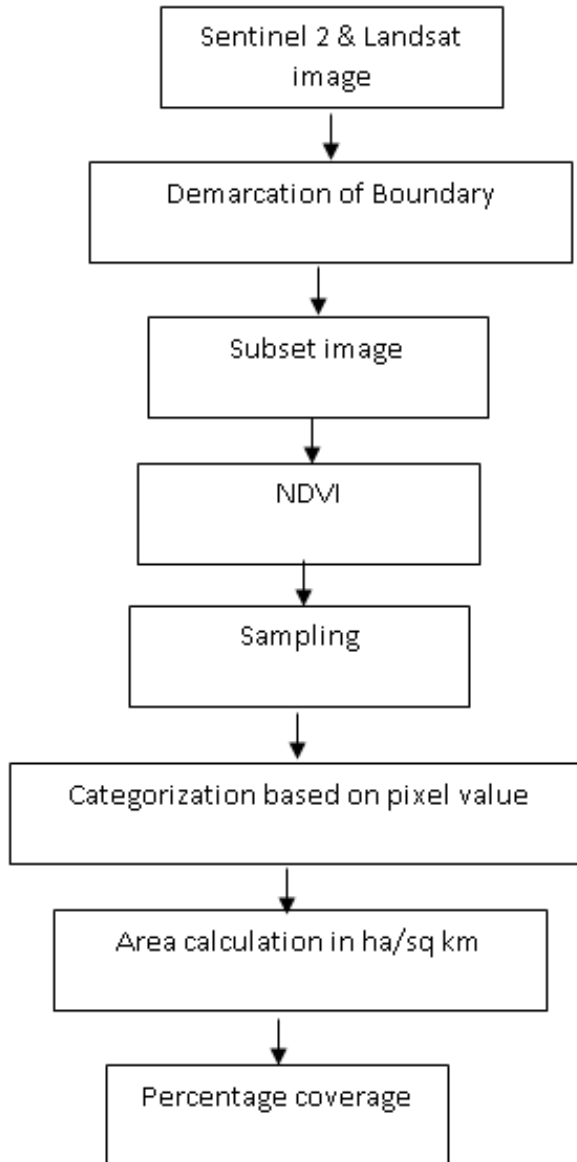 Sentinel 2 & Landsat
image
Demarcation of Boundary
Subset image
NDVI
Sampling
Categorization based on pixel value
Area calculation in ha/sq km
Percentage coverage